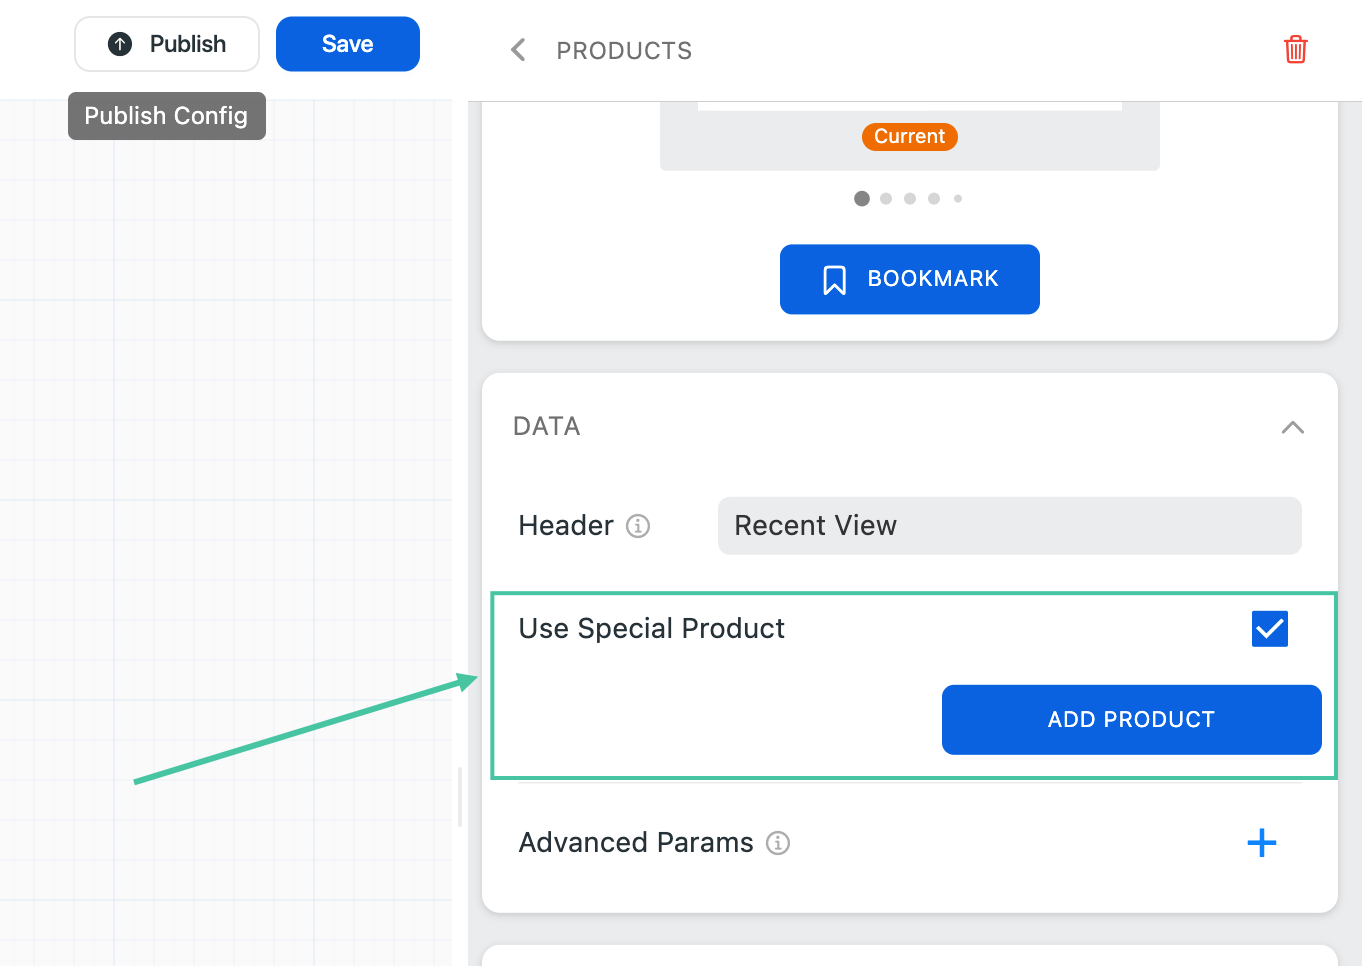 Publish
Save
Publish Config
PRODUCTS
Current
BOOKMARK
DATA
Header
Recent View
Use Special Product
ADD PRODUCT
Advanced Params